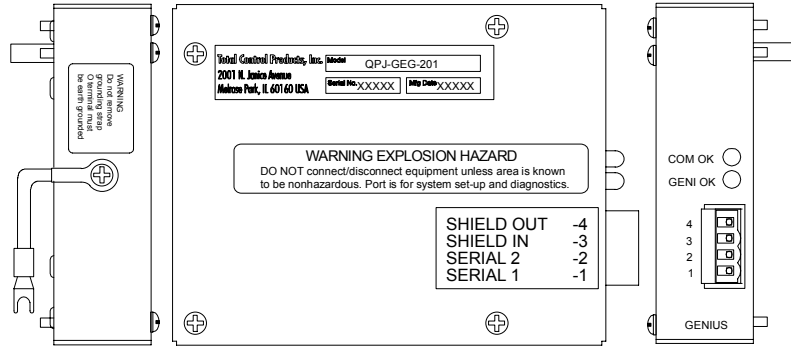 WARNING
Do not remove
grounding strap
O terminal must
be earth grounded
Total Control Products, Inc.
2001 N. Janice Avenue
Melrose Park, IL 60160 USA
Model QPJ-GEG-201
Serial No. XXXXX Mfg Date XXXXX
WARNING EXPLOSION HAZARD
DO NOT connect/disconnect equipment unless area is known
to be nonhazardous. Port is for system set-up and diagnostics.
SHIELD OUT -4
SHIELD IN -3
SERIAL 2 -2
SERIAL 1 -1
COM OK
GENI OK
4
3
2
1
GENIUS